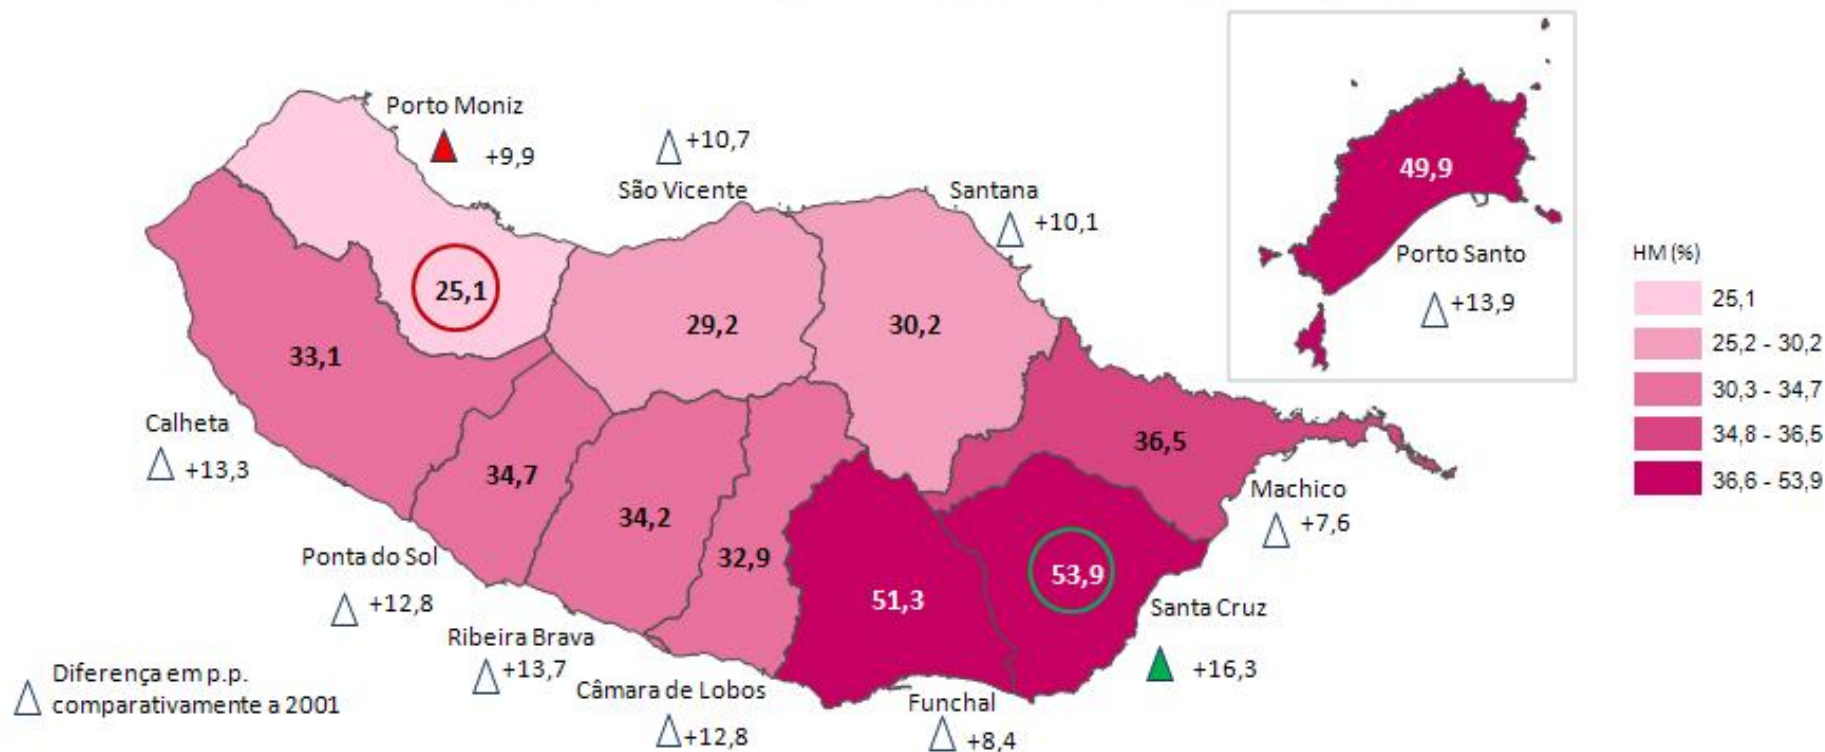 Porto Moniz
+9,9
+10,7
São Vicente
Santana
+10,1
49,9
Porto Santo
+13,9
HM (%)
25,1
25,2 - 30,2
30,3 - 34,7
34,8 - 36,5
36,6 - 53,9
25,1
29,2
30,2
33,1
Calheta
+13,3
34,7
34,2
32,9
36,5
Machico
+7,6
51,3
53,9
Santa Cruz
+16,3
Ponta do Sol
+12,8
Ribeira Brava
+13,7
Câmara de Lobos
+12,8
Funchal
+8,4
Diferença em p.p.
comparativamente a 2001